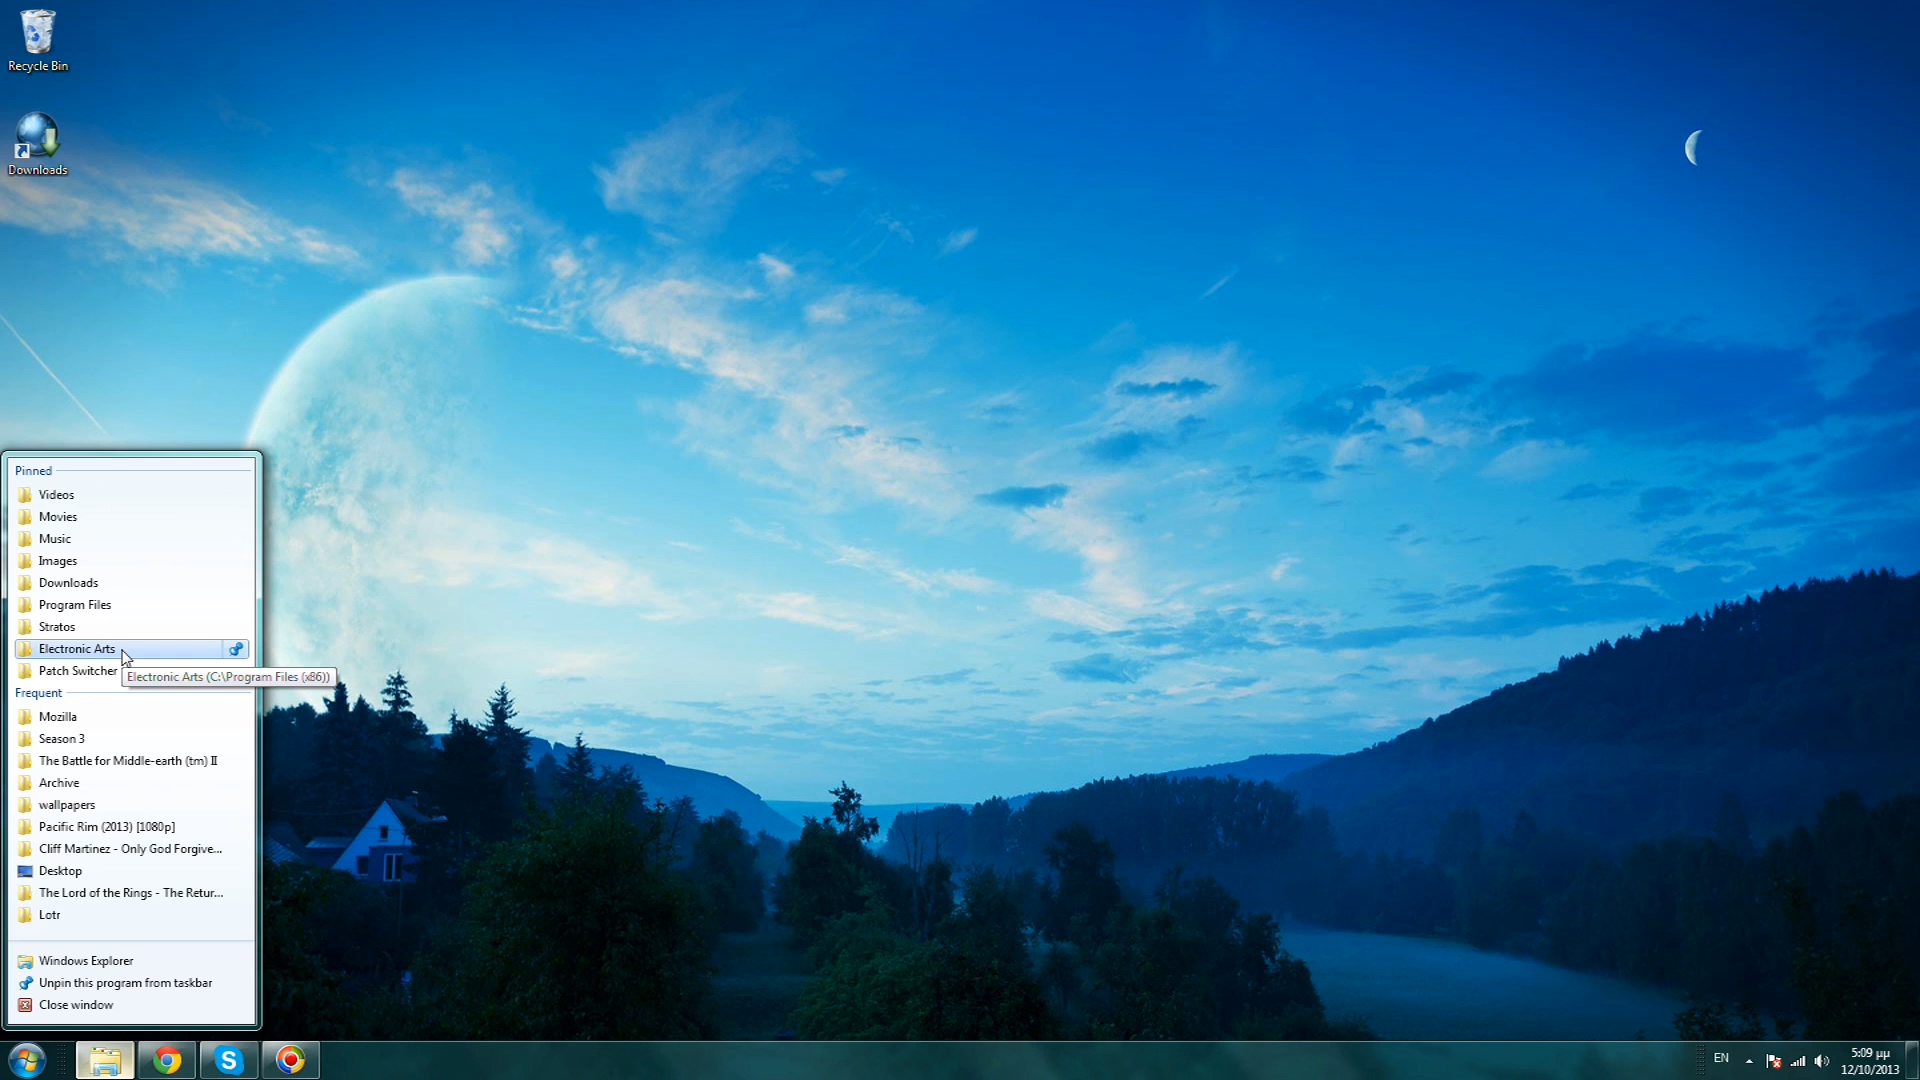 Recycle Bin
Downloads
Pinned
Videos
Movies
Music
Images
Downloads
Program Files
Stratos
Electronic Arts
Patch Switcher
Electronic Arts (C:\Program Files (x86))
Frequent
Mozilla
Season 3
The Battle for Middle-earth (tm) II
Archive
wallpapers
Pacific Rim (2013) [1080p]
Cliff Martinez - Only God Forgive...
Desktop
The Lord of the Rings - The Retur...
Lotr
Windows Explorer
Unpin this program from taskbar
Close window
EN
5:09 μμ
12/10/2013